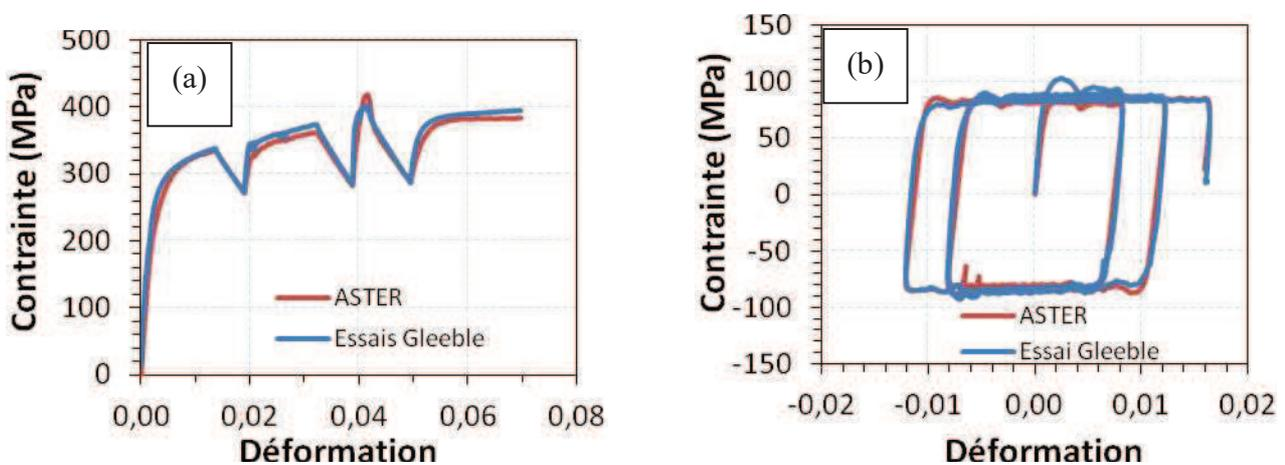 500
400
300
200
100
0
Contrainte (MPa)
(a)
ASTER
Essais Gleeble
0,00
0,02
0,04
0,06
0,08
Déformation
150
100
50
0
-50
-100
-150
Contrainte (MPa)
(b)
ASTER
Essai Gleeble
-0,02
-0,01
0,00
0,01
0,02
Déformation